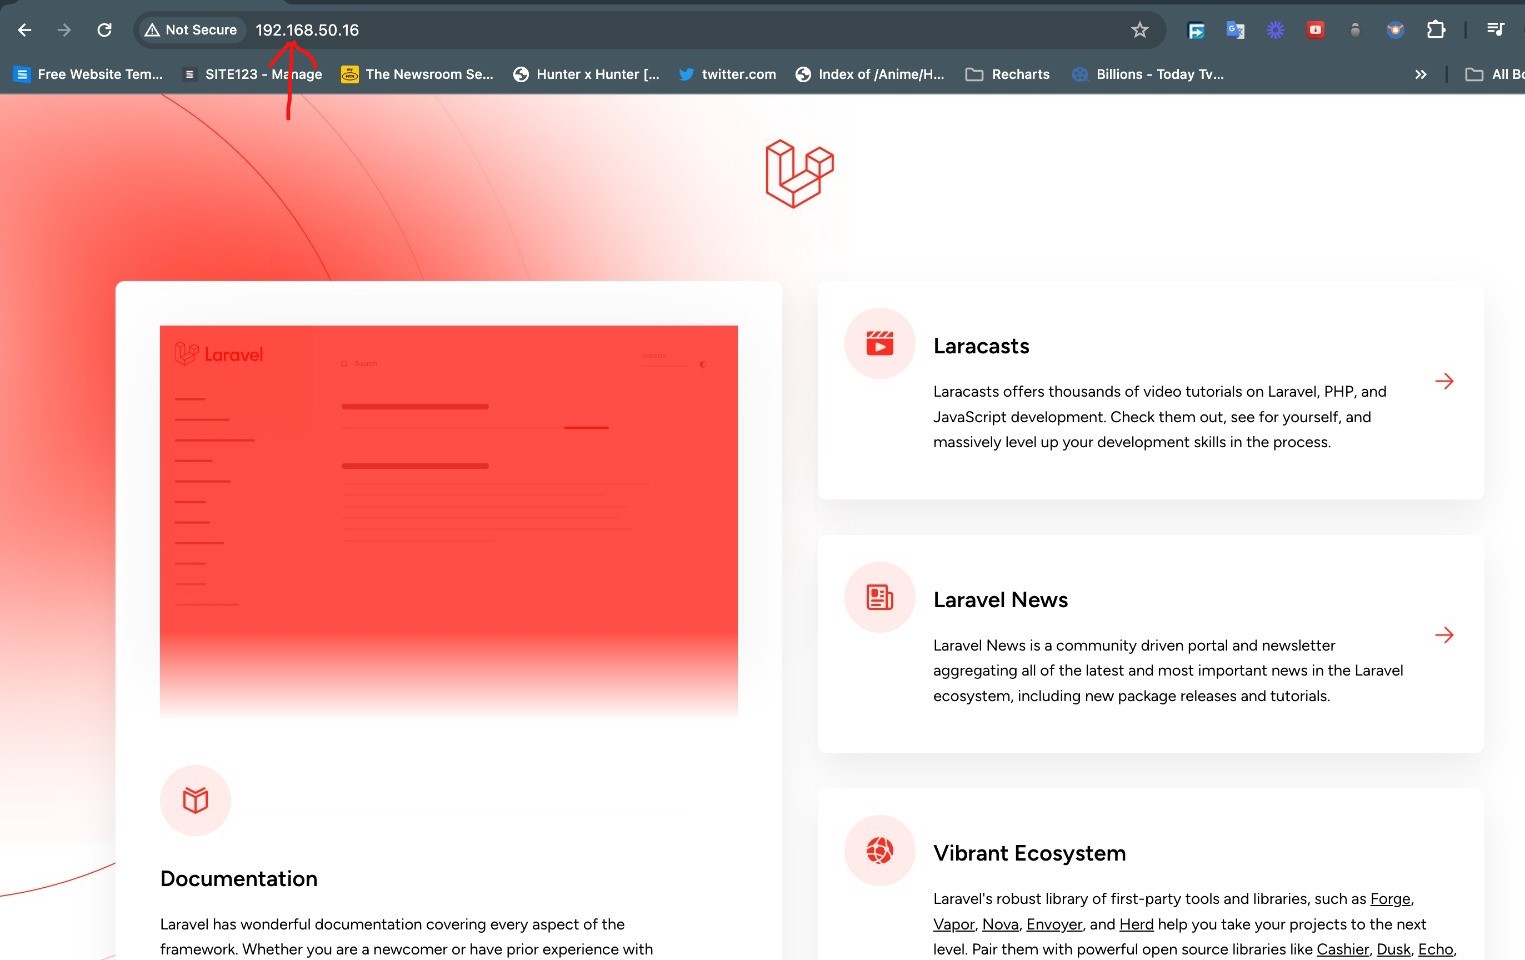 Not Secure 192.168.50.16
Free Website Tem... SITE123 - Manage The Newsroom Se... Hunter x Hunter [... twitter.com Index of /Anime/H... Recharts Billions - Today Tv... » All Bo
Laravel
Search
Laracasts
Laracasts offers thousands of video tutorials on Laravel, PHP, and
JavaScript development. Check them out, see for yourself, and
massively level up your development skills in the process.
Laravel News
Laravel News is a community driven portal and newsletter
aggregating all of the latest and most important news in the Laravel
ecosystem, including new package releases and tutorials.
Documentation
Laravel has wonderful documentation covering every aspect of the
framework. Whether you are a newcomer or have prior experience with
Vibrant Ecosystem
Laravel's robust library of first-party tools and libraries, such as Forge,
Vapor, Nova, Envoyer, and Herd help you take your projects to the next
level. Pair them with powerful open source libraries like Cashier, Dusk, Echo,